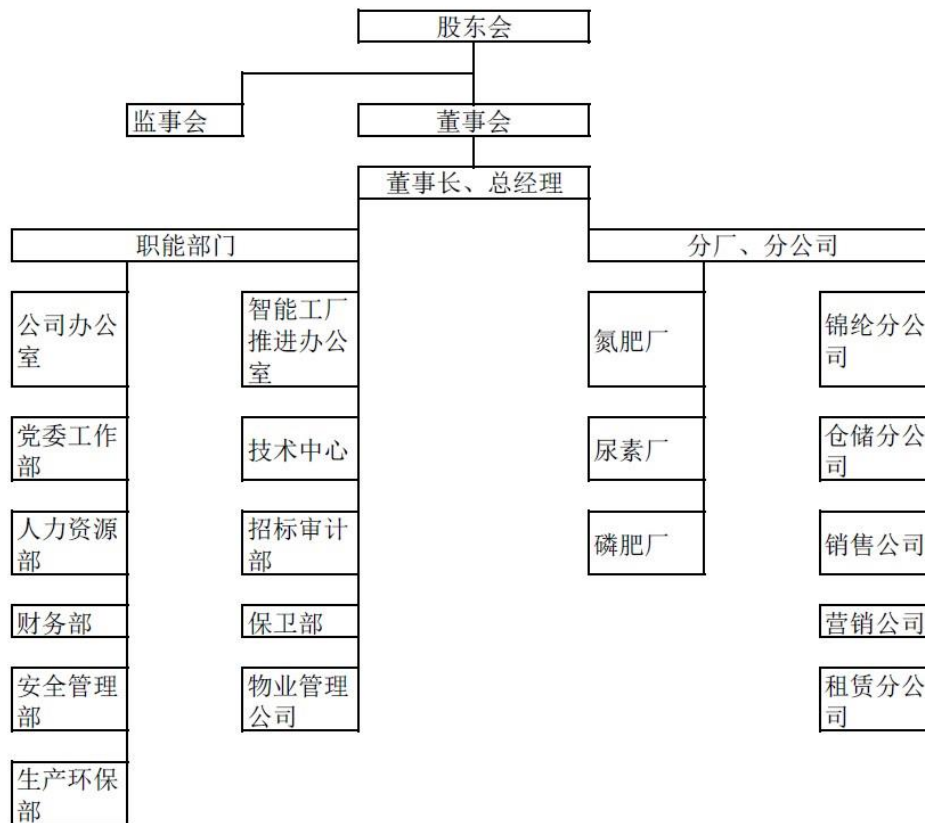 股东会
监事会
董事会
董事长、总经理
职能部门
分厂、分公司
公司办公
室
智能工厂
推进办公
室
氮肥厂
锦纶分公
司
党委工作
部
技术中心
尿素厂
仓储分公
司
人力资源
部
招标审计
部
磷肥厂
销售公司
财务部
保卫部
营销公司
安全管理
部
物业管理
公司
租赁分公
司
生产环保
部